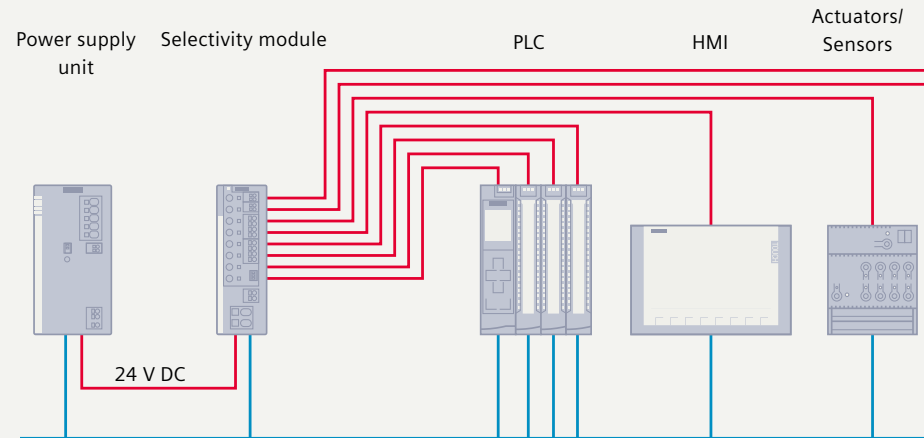 Power supply
unit
Selectivity module
PLC
HMI
Actuators/
Sensors
24 V DC